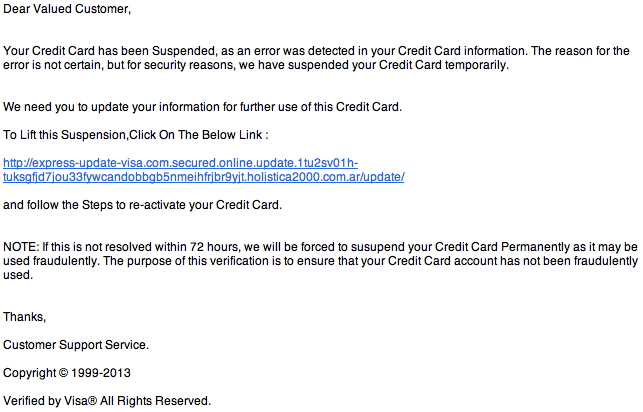 Dear Valued Customer,
Your Credit Card has been Suspended, as an error was detected in your Credit Card information. The reason for the
error is not certain, but for security reasons, we have suspended your Credit Card temporarily.
We need you to update your information for further use of this Credit Card.
To Lift this Suspension,Click On The Below Link :
http://express-update-visa.com.secured.online.update.1tu2sv01h-
tuksgfjd7jou33fywcandobbgb5nmeihfrjbr9yjt.holistica2000.com.ar/update/
and follow the Steps to re-activate your Credit Card.
NOTE: If this is not resolved within 72 hours, we will be forced to susupend your Credit Card Permanently as it may be
used fraudulently. The purpose of this verification is to ensure that your Credit Card account has not been fraudulently
used.
Thanks,
Customer Support Service.
Copyright © 1999-2013
Verified by Visa® All Rights Reserved.